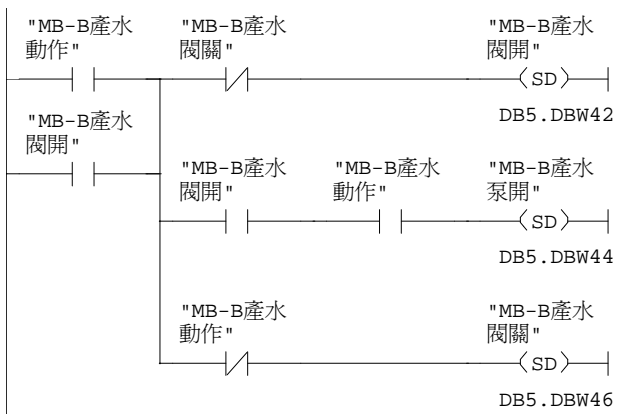 "MB-B產水
動作"
"MB-B產水
閥關"
"MB-B產水
閥開"
SD
DB5.DBW42
"MB-B產水
閥開"
"MB-B產水
閥開"
"MB-B產水
動作"
"MB-B產水
泵開"
SD
DB5.DBW44
"MB-B產水
動作"
"MB-B產水
閥關"
SD
DB5.DBW46